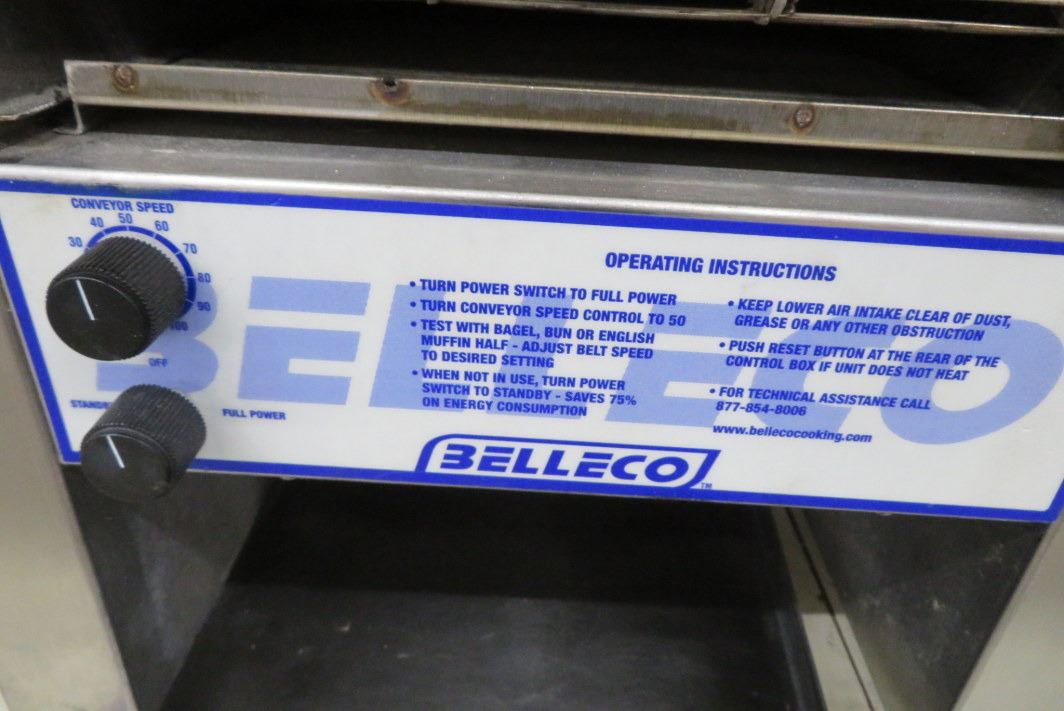 CONVEYOR SPEED
30 40 50 60 70 80 90 100
OFF
FULL POWER
BELLECO
OPERATING INSTRUCTIONS
• TURN POWER SWITCH TO FULL POWER
• TURN CONVEYOR SPEED CONTROL TO 50
• TEST WITH BAGEL, BUN OR ENGLISH
MUFFIN HALF - ADJUST BELT SPEED
TO DESIRED SETTING
• WHEN NOT IN USE, TURN POWER
SWITCH TO STANDBY - SAVES 75%
ON ENERGY CONSUMPTION
• KEEP LOWER AIR INTAKE CLEAR OF DUST,
GREASE OR ANY OTHER OBSTRUCTION
• PUSH RESET BUTTON AT THE REAR OF THE
CONTROL BOX IF UNIT DOES NOT HEAT
• FOR TECHNICAL ASSISTANCE CALL
877-854-8006
www.bellecocooking.com
BELLECO™